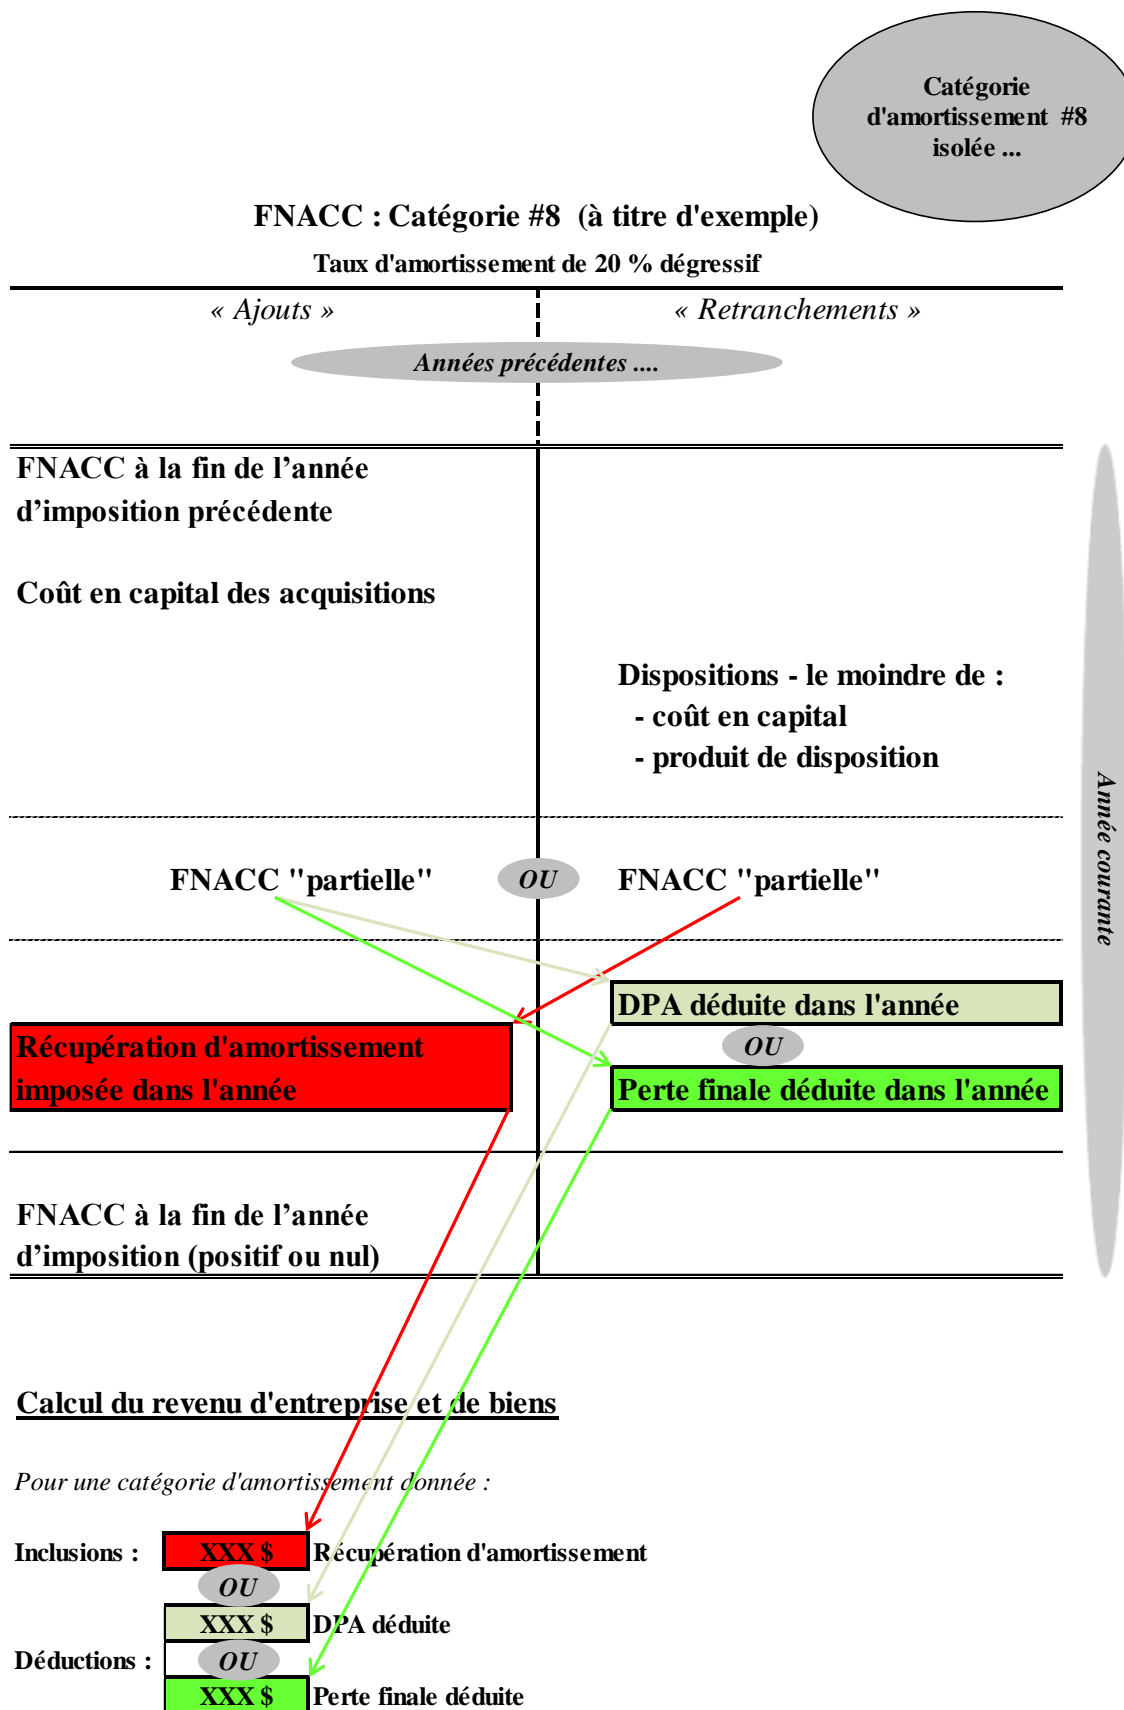 Catégorie
d'amortissement #8
isolée ...
FNACC : Catégorie #8 (à titre d'exemple)
Taux d'amortissement de 20 % dégressif
« Ajouts »
« Retranchements »
Années précédentes ....
FNACC à la fin de l’année
d’imposition précédente
Coût en capital des acquisitions
Dispositions - le moindre de :
- coût en capital
- produit de disposition
Année courante
FNACC "partielle"
OU
FNACC "partielle"
DPA déduite dans l'année
OU
Récupération d'amortissement
imposée dans l'année
Perte finale déduite dans l'année
FNACC à la fin de l’année
d’imposition (positif ou nul)
Calcul du revenu d'entreprise et de biens
Pour une catégorie d'amortissement donnée :
Inclusions : XXX $ Récupération d'amortissement
OU
XXX $ DPA déduite
Déductions : OU
XXX $ Perte finale déduite